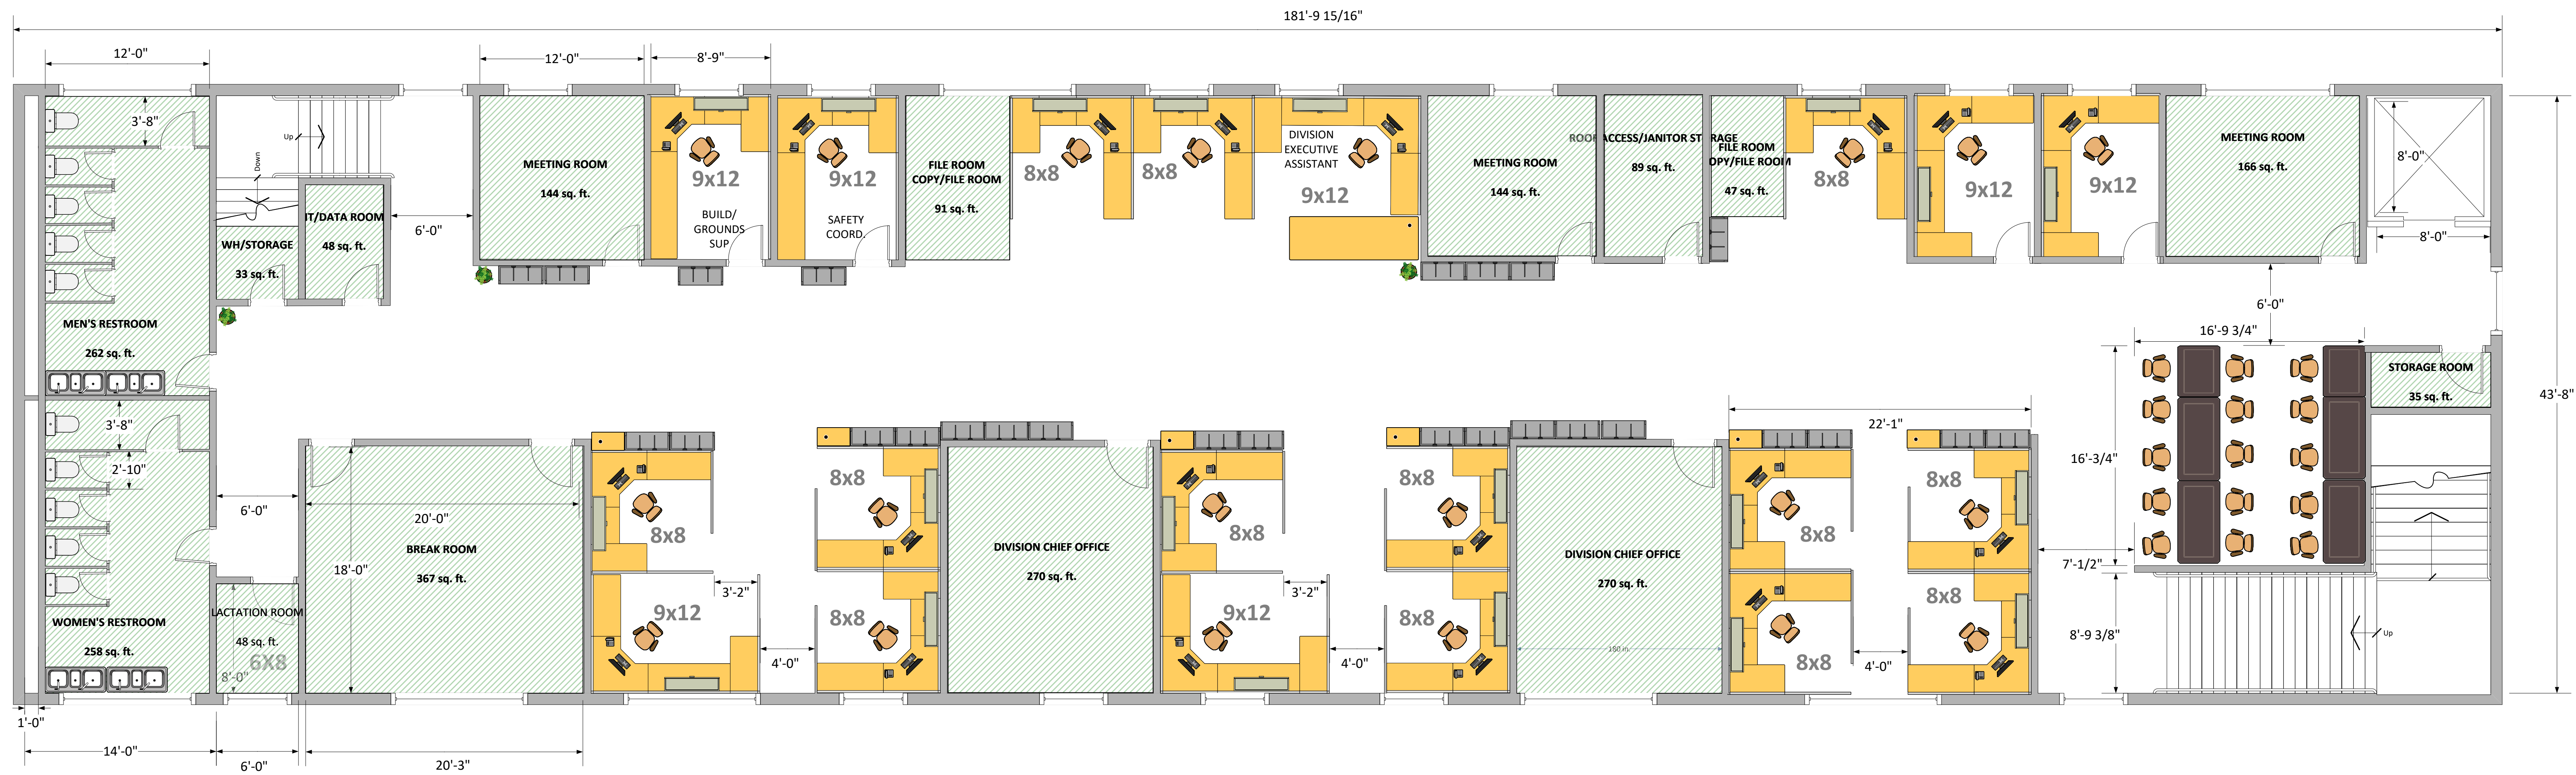 181'-9 15/16"
12'-0"
12'-0"
8'-9"
3'-8"
Up
Down
MEETING ROOM
144 sq. ft.
9x12
BUILD/
GROUNDS
SUP
9x12
SAFETY
COORD.
FILE ROOM
COPY/FILE ROOM
91 sq. ft.
8x8
8x8
DIVISION
EXECUTIVE
ASSISTANT
9x12
MEETING ROOM
144 sq. ft.
ROOF ACCESS/JANITOR STORAGE
89 sq. ft.
FILE ROOM
COPY/FILE ROOM
47 sq. ft.
8x8
9x12
9x12
MEETING ROOM
166 sq. ft.
8'-0"
8'-0"
IT/DATA ROOM
48 sq. ft.
6'-0"
WH/STORAGE
33 sq. ft.
MEN'S RESTROOM
262 sq. ft.
6'-0"
16'-9 3/4"
STORAGE ROOM
35 sq. ft.
43'-8"
3'-8"
2'-10"
6'-0"
20'-0"
BREAK ROOM
367 sq. ft.
18'-0"
8x8
8x8
DIVISION CHIEF OFFICE
270 sq. ft.
8x8
8x8
DIVISION CHIEF OFFICE
270 sq. ft.
22'-1"
8x8
8x8
16'-3/4"
7'-1/2"
3'-2"
3'-2"
9x12
8x8
9x12
8x8
8x8
8x8
LACTATION ROOM
48 sq. ft.
6X8
8'-0"
WOMEN'S RESTROOM
258 sq. ft.
4'-0"
4'-0"
180 in.
4'-0"
8'-9 3/8"
Up
1'-0"
14'-0"
6'-0"
20'-3"